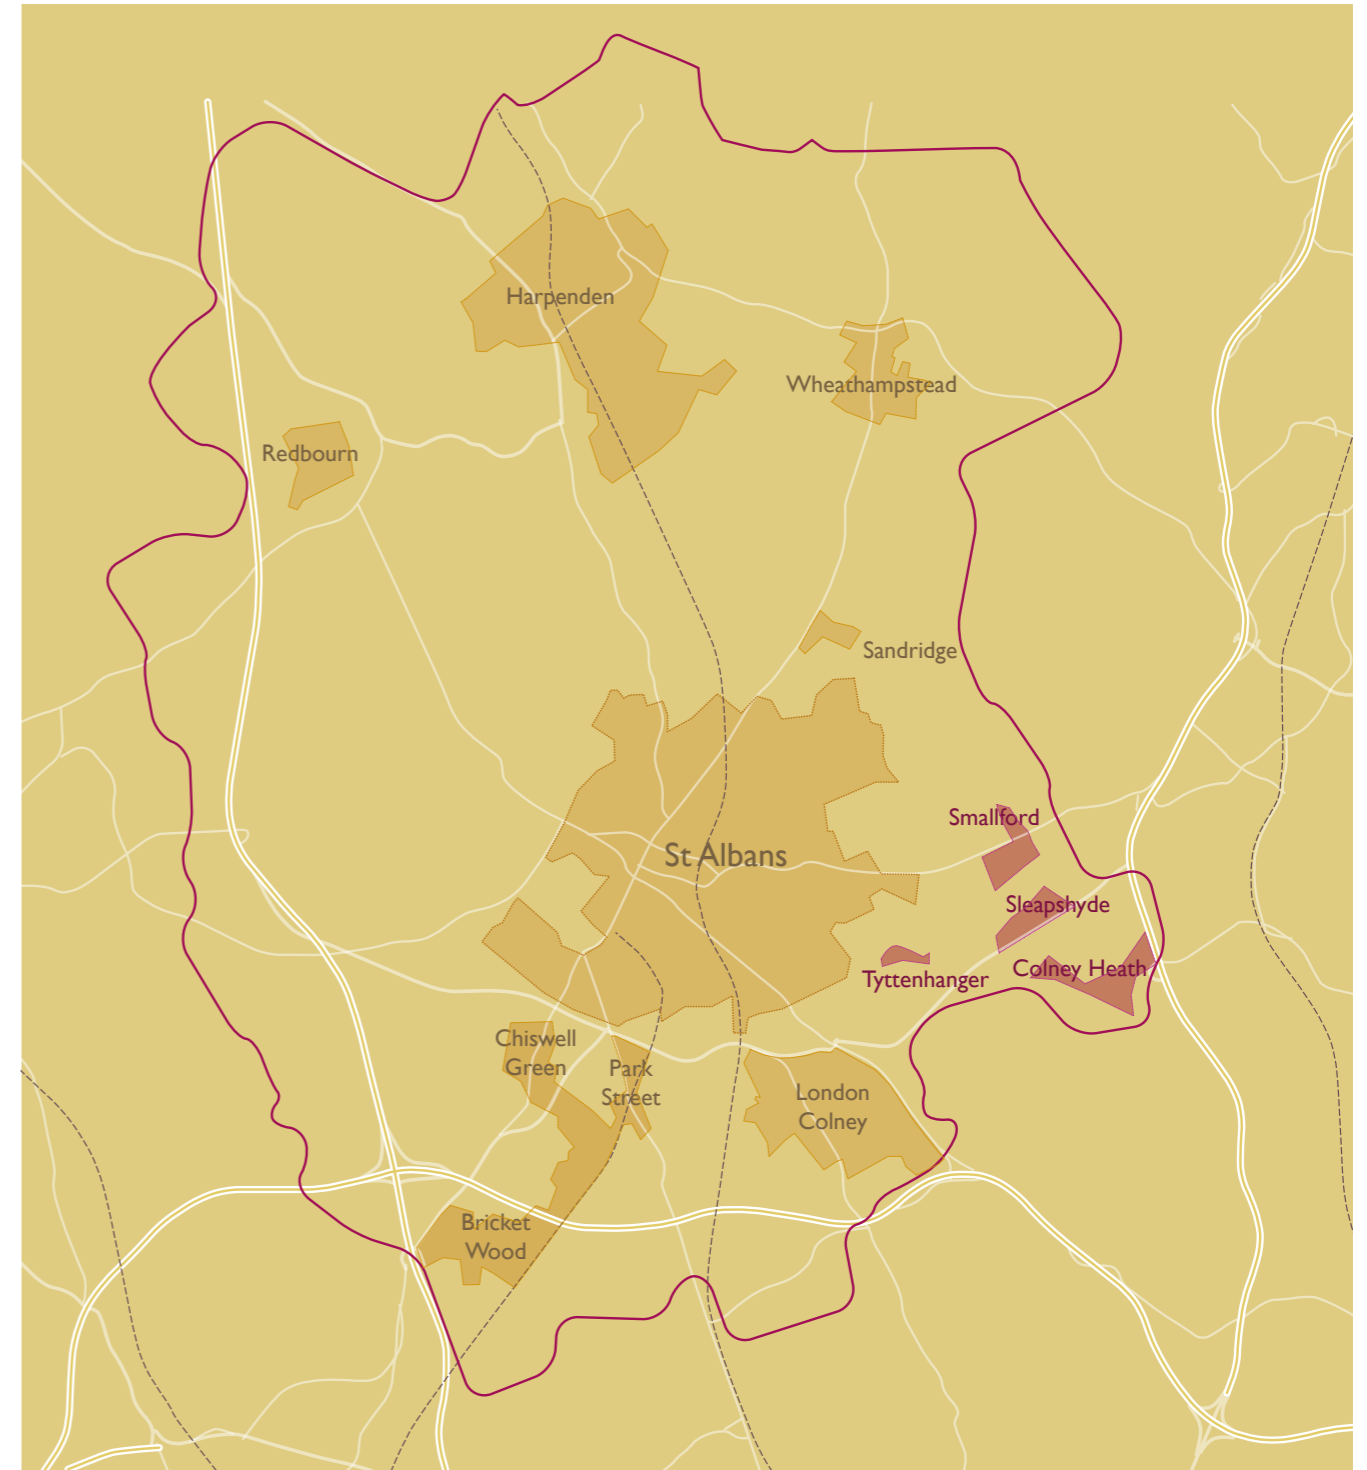 Harpenden
Wheathampstead
Redbourn
Sandridge
Smallford
St Albans
Sleapshyde
Colney Heath
Tyttenhanger
Chiswell
Green
Park
Street
London
Colney
Bricket
Wood